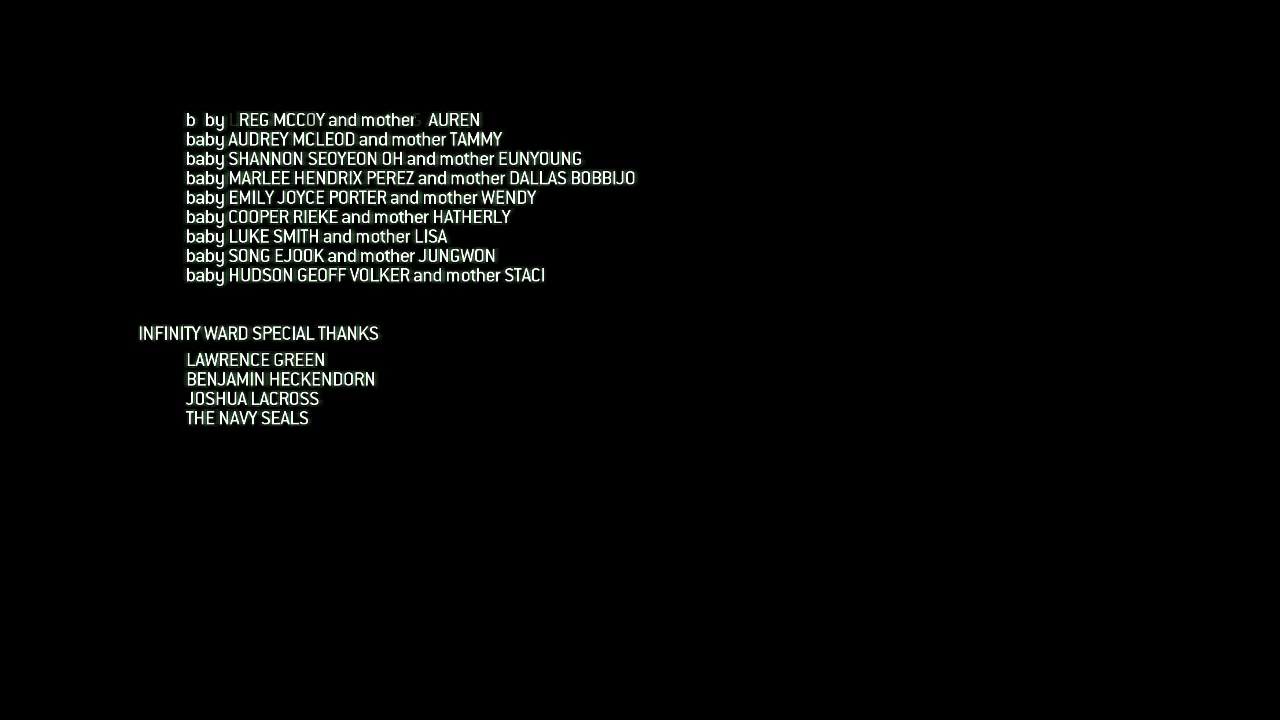 b by REG MCCOY and mother AUREN
baby AUDREY MCLEOD and mother TAMMY
baby SHANNON SEOYEON OH and mother EUNYOUNG
baby MARLEE HENDRIX PEREZ and mother DALLAS BOBBIJO
baby EMILY JOYCE PORTER and mother WENDY
baby COOPER RIEKE and mother HATHERLY
baby LUKE SMITH and mother LISA
baby SONG EJOOK and mother JUNGWON
baby HUDSON GEOFF VOLKER and mother STACI
INFINITY WARD SPECIAL THANKS
LAWRENCE GREEN
BENJAMIN HECKENDORN
JOSHUA LACROSS
THE NAVY SEALS